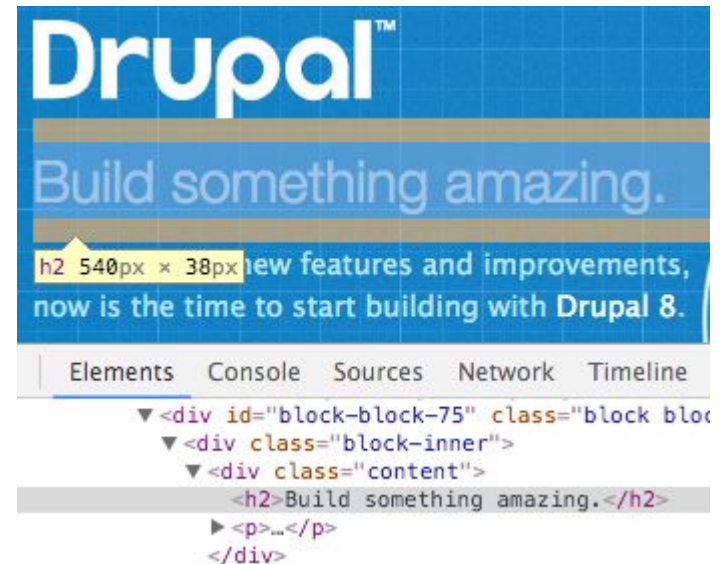 Drupal™
Build something amazing.
h2 540px × 38px new features and improvements,
now is the time to start building with Drupal 8.
Elements Console Sources Network Timeline
▼<div id="block-block-75" class="block bloc
▼<div class="block-inner">
▼<div class="content">
<h2>Build something amazing.</h2>
▶<p>…</p>
</div>